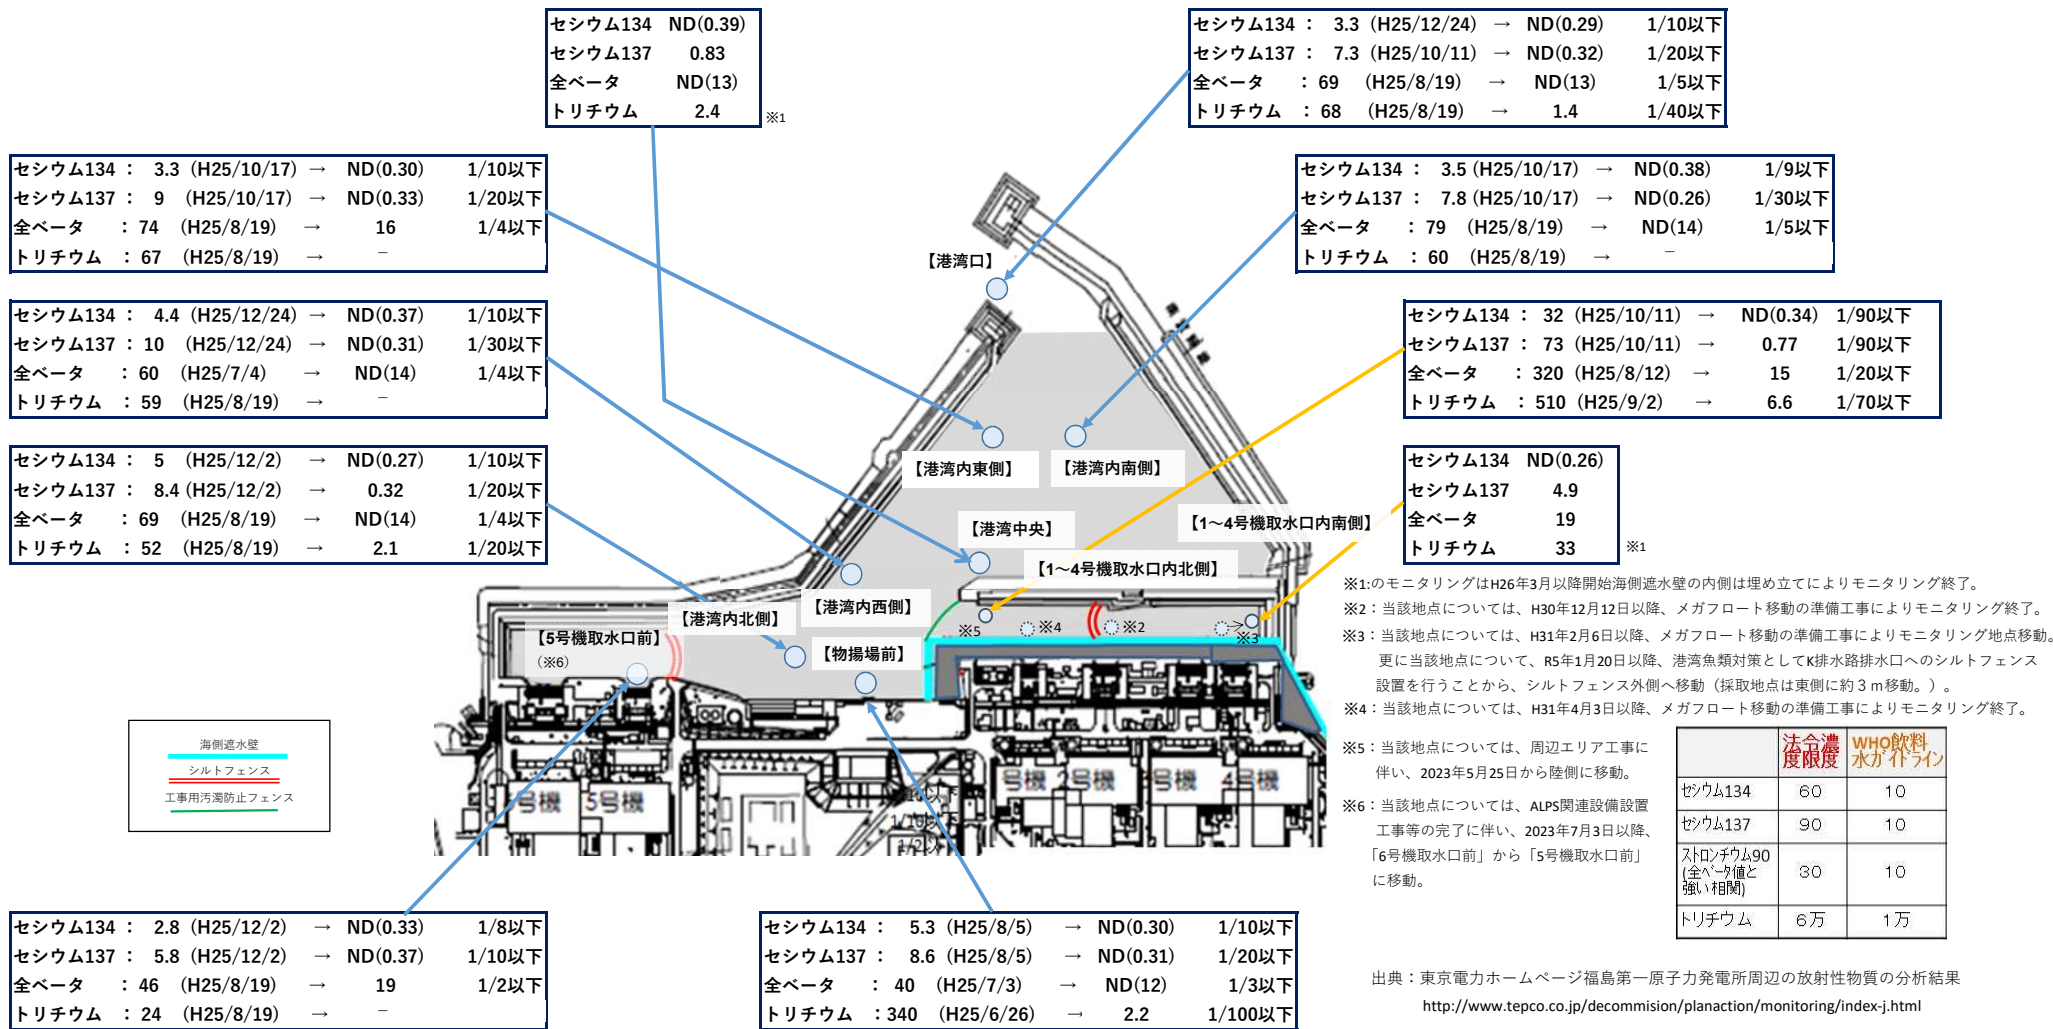 セシウム134 ND(0.39)
セシウム137 0.83
全ベータ ND(13)
トリチウム 2.4
※1
セシウム134 ： 3.3 (H25/12/24) → ND(0.29) 1/10以下
セシウム137 ： 7.3 (H25/10/11) → ND(0.32) 1/20以下
全ベータ ： 69 (H25/8/19) → ND(13) 1/5以下
トリチウム ： 68 (H25/8/19) → 1.4 1/40以下
セシウム134 ： 3.3 (H25/10/17) → ND(0.30) 1/10以下
セシウム137 ： 9 (H25/10/17) → ND(0.33) 1/20以下
全ベータ ： 74 (H25/8/19) → 16 1/4以下
トリチウム ： 67 (H25/8/19) → −
セシウム134 ： 3.5 (H25/10/17) → ND(0.38) 1/9以下
セシウム137 ： 7.8 (H25/10/17) → ND(0.26) 1/30以下
全ベータ ： 79 (H25/8/19) → ND(14) 1/5以下
トリチウム ： 60 (H25/8/19) → −
セシウム134 ： 4.4 (H25/12/24) → ND(0.37) 1/10以下
セシウム137 ： 10 (H25/12/24) → ND(0.31) 1/30以下
全ベータ ： 60 (H25/7/4) → ND(14) 1/4以下
トリチウム ： 59 (H25/8/19) → −
セシウム134 ： 32 (H25/10/11) → ND(0.34) 1/90以下
セシウム137 ： 73 (H25/10/11) → 0.77 1/90以下
全ベータ ： 320 (H25/8/12) → 15 1/20以下
トリチウム ： 510 (H25/9/2) → 6.6 1/70以下
セシウム134 ： 5 (H25/12/2) → ND(0.27) 1/10以下
セシウム137 ： 8.4 (H25/12/2) → 0.32 1/20以下
全ベータ ： 69 (H25/8/19) → ND(14) 1/4以下
トリチウム ： 52 (H25/8/19) → 2.1 1/20以下
セシウム134 ND(0.26)
セシウム137 4.9
全ベータ 19
トリチウム 33
※1
【港湾口】
【港湾内東側】
【港湾内南側】
【港湾中央】
【1～4号機取水口内南側】
【1～4号機取水口内北側】
【港湾内西側】
【港湾内北側】
【5号機取水口前】
（※6）
【物揚場前】
※5
※4
※2
※3
海側遮水壁
シルトフェンス
工事用汚濁防止フェンス
5号機
1号機
2号機
3号機
4号機
※1:のモニタリングはH26年3月以降開始海側遮水壁の内側は埋め立てによりモニタリング終了。
※2：当該地点については、H30年12月12日以降、メガフロート移動の準備工事によりモニタリング終了。
※3：当該地点については、H31年2月6日以降、メガフロート移動の準備工事によりモニタリング地点移動。
更に当該地点について、R5年1月20日以降、港湾魚類対策としてK排水路排水口へのシルトフェンス
設置を行うことから、シルトフェンス外側へ移動（採取地点は東側に約３ｍ移動。）。
※4：当該地点については、H31年4月3日以降、メガフロート移動の準備工事によりモニタリング終了。
※5：当該地点については、周辺エリア工事に
伴い、2023年5月25日から陸側に移動。
※6：当該地点については、ALPS関連設備設置
工事等の完了に伴い、2023年7月3日以降、
「6号機取水口前」から「5号機取水口前」
に移動。
法令濃度限度 WHO飲料水ガイドライン
セシウム134 60 10
セシウム137 90 10
ストロンチウム90(全ベータ値と強い相関) 30 10
トリチウム 6万 1万
セシウム134 ： 2.8 (H25/12/2) → ND(0.33) 1/8以下
セシウム137 ： 5.8 (H25/12/2) → ND(0.37) 1/10以下
全ベータ ： 46 (H25/8/19) → 19 1/2以下
トリチウム ： 24 (H25/8/19) → −
セシウム134 ： 5.3 (H25/8/5) → ND(0.30) 1/10以下
セシウム137 ： 8.6 (H25/8/5) → ND(0.31) 1/20以下
全ベータ ： 40 (H25/7/3) → ND(12) 1/3以下
トリチウム ：340 (H25/6/26) → 2.2 1/100以下
出典：東京電力ホームページ福島第一原子力発電所周辺の放射性物質の分析結果
http://www.tepco.co.jp/decommision/planaction/monitoring/index-j.html